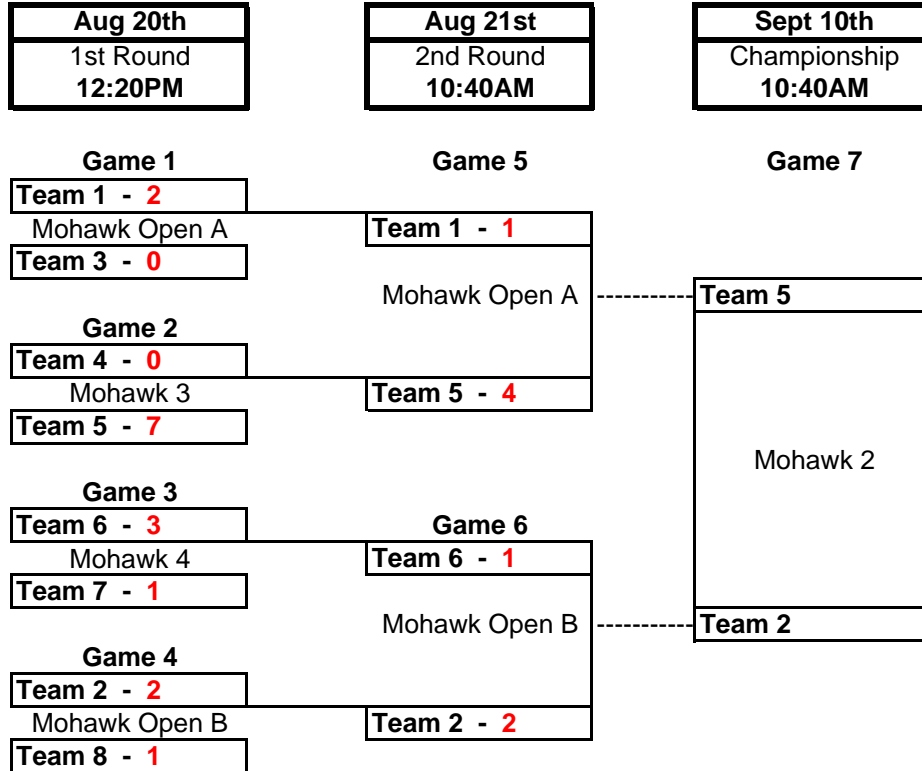 Aug 20th
1st Round
12:20PM
Aug 21st
2nd Round
10:40AM
Sept 10th
Championship
10:40AM
Game 1
Team 1 - 2
Mohawk Open A
Team 3 - 0
Game 2
Team 4 - 0
Mohawk 3
Team 5 - 7
Game 3
Team 6 - 3
Mohawk 4
Team 7 - 1
Game 4
Team 2 - 2
Mohawk Open B
Team 8 - 1
Game 5
Team 1 - 1
Mohawk Open A
Team 5 - 4
Game 6
Team 6 - 1
Mohawk Open B
Team 2 - 2
Game 7
Team 5
Mohawk 2
Team 2